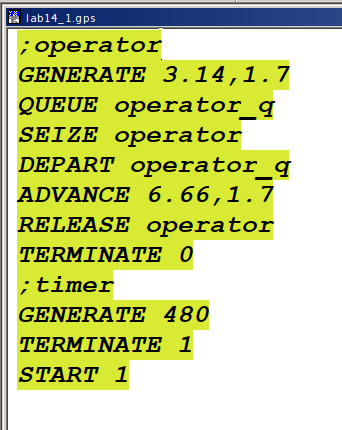 lab14_1.gps
;operator
GENERATE 3.14,1.7
QUEUE operator_q
SEIZE operator
DEPART operator_q
ADVANCE 6.66,1.7
RELEASE operator
TERMINATE 0
;timer
GENERATE 480
TERMINATE 1
START 1